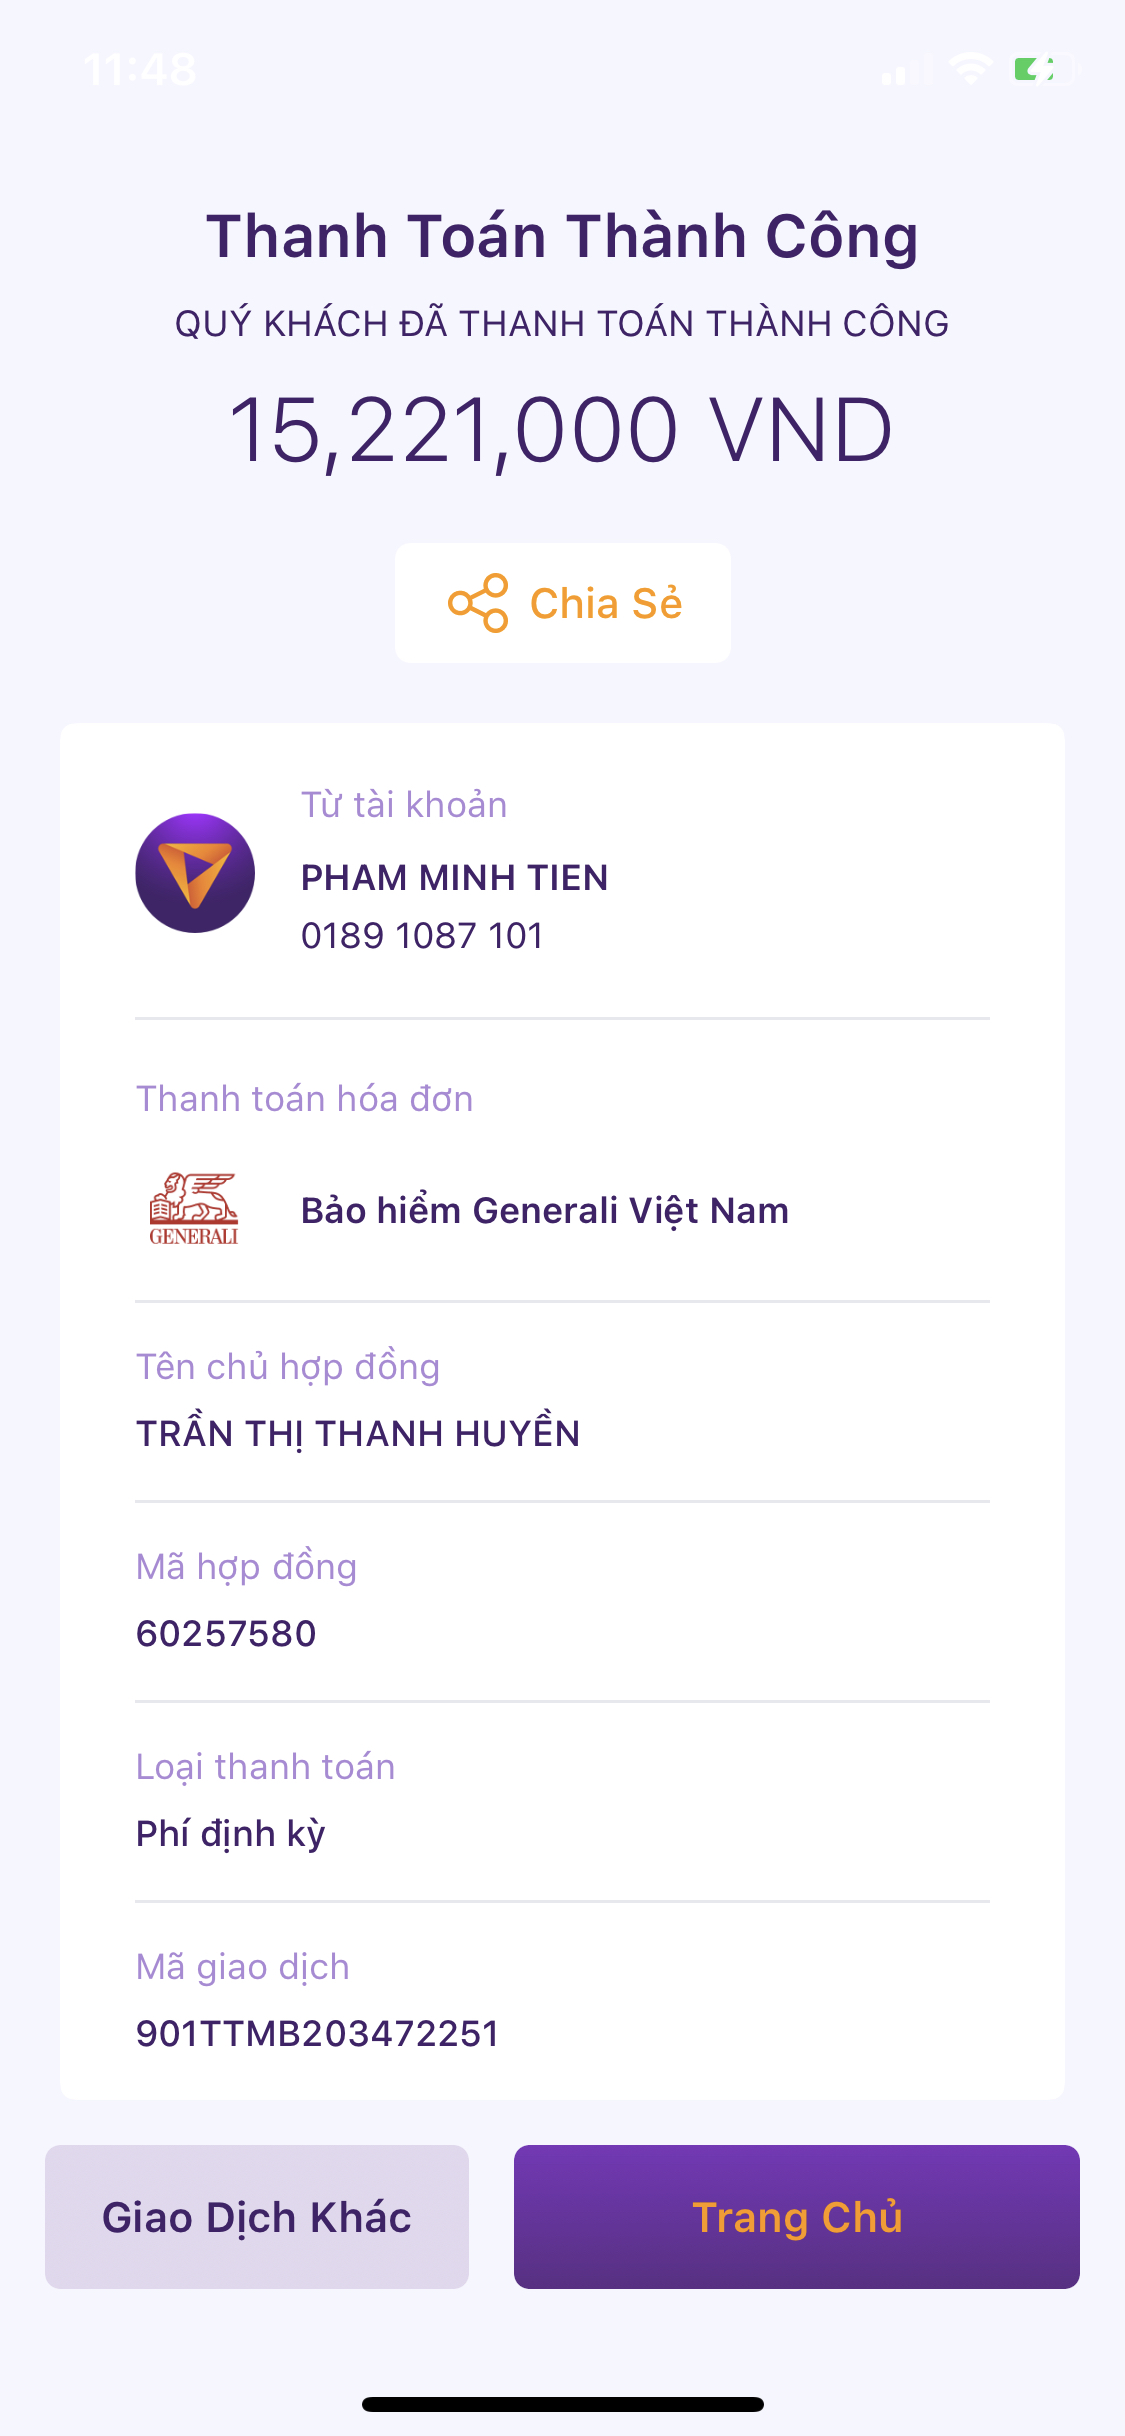 11:48
Thanh Toán Thành Công
QUÝ KHÁCH ĐÃ THANH TOÁN THÀNH CÔNG
15,221,000 VND
Chia Sẻ
Từ tài khoản
PHAM MINH TIEN
0189 1087 101
Thanh toán hóa đơn
GENERALI
Bảo hiểm Generali Việt Nam
Tên chủ hợp đồng
TRẦN THỊ THANH HUYỀN
Mã hợp đồng
60257580
Loại thanh toán
Phí định kỳ
Mã giao dịch
901TTMB203472251
Giao Dịch Khác
Trang Chủ